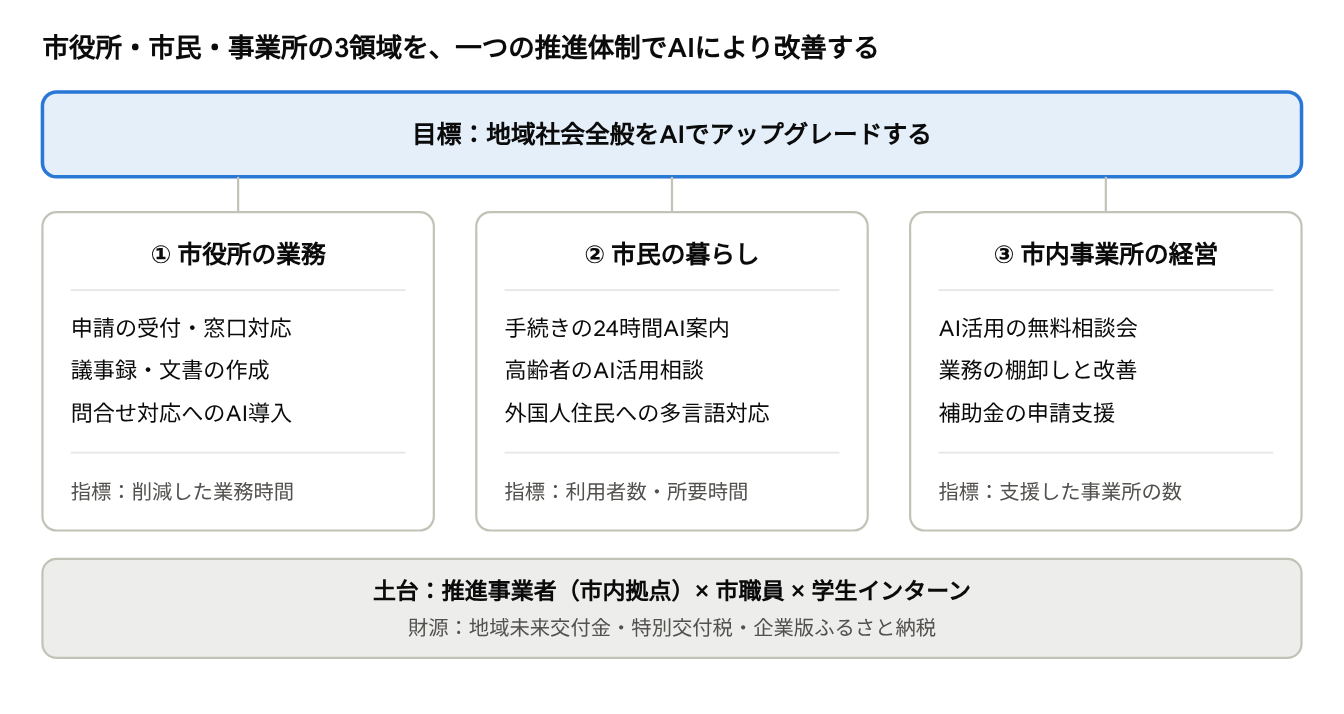 市役所・市民・事業所の3領域を、一つの推進体制でAIにより改善する
目標：地域社会全般をAIでアップグレードする
① 市役所の業務
申請の受付・窓口対応
議事録・文書の作成
問合せ対応へのAI導入
指標：削減した業務時間
② 市民の暮らし
手続きの24時間AI案内
高齢者のAI活用相談
外国人住民への多言語対応
指標：利用者数・所要時間
③ 市内事業所の経営
AI活用の無料相談会
業務の棚卸しと改善
補助金の申請支援
指標：支援した事業所の数
土台：推進事業者（市内拠点）× 市職員 × 学生インターン
財源：地域未来交付金・特別交付税・企業版ふるさと納税